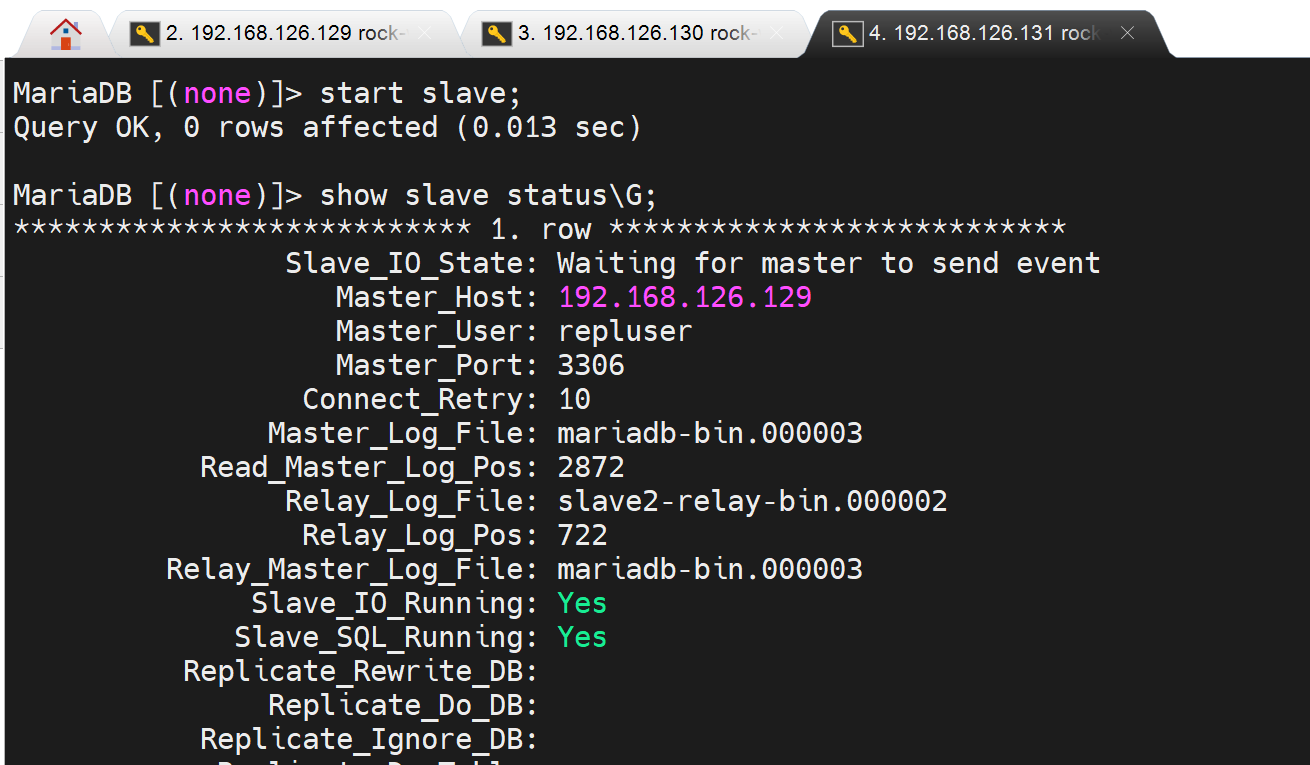 2. 192.168.126.129 rock-
3. 192.168.126.130 rock-
4. 192.168.126.131 rock
MariaDB [(none)]> start slave;
Query OK, 0 rows affected (0.013 sec)
MariaDB [(none)]> show slave status\G;
*************************** 1. row ***************************
Slave_IO_State: Waiting for master to send event
Master_Host: 192.168.126.129
Master_User: repluser
Master_Port: 3306
Connect_Retry: 10
Master_Log_File: mariadb-bin.000003
Read_Master_Log_Pos: 2872
Relay_Log_File: slave2-relay-bin.000002
Relay_Log_Pos: 722
Relay_Master_Log_File: mariadb-bin.000003
Slave_IO_Running: Yes
Slave_SQL_Running: Yes
Replicate_Rewrite_DB:
Replicate_Do_DB:
Replicate_Ignore_DB: